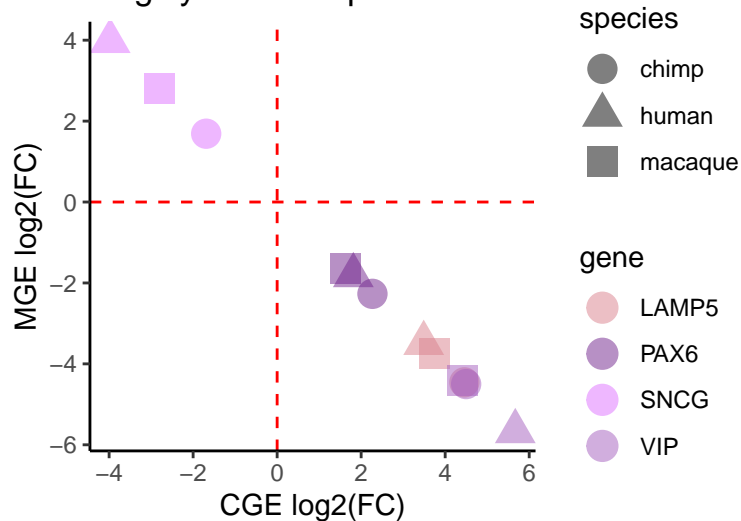 species
chimp
human
macaque
gene
LAMP5
PAX6
SNCG
VIP
MGE log2(FC)
4
2
0
−2
−4
−6
−4
−2
0
2
4
6
CGE log2(FC)